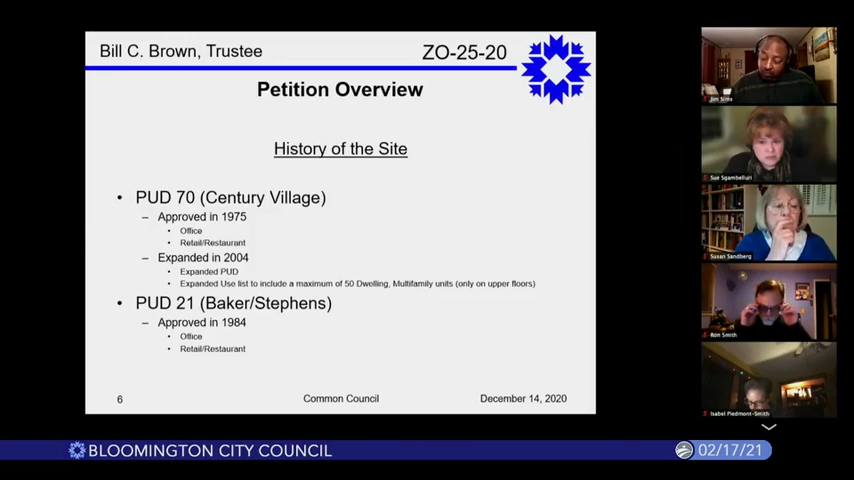 Bill C. Brown, Trustee
ZO-25-20
Petition Overview
History of the Site
• PUD 70 (Century Village)
– Approved in 1975
• Office
• Retail/Restaurant
– Expanded in 2004
• Expanded PUD
• Expanded Use list to include a maximum of 50 Dwelling, Multifamily units (only on upper floors)
• PUD 21 (Baker/Stephens)
– Approved in 1984
• Office
• Retail/Restaurant
6
Common Council
December 14, 2020
Jim Sims
Sue Sgambelluri
Susan Sandberg
Ron Smith
Isabel Piedmont-Smith
BLOOMINGTON CITY COUNCIL
02/17/21